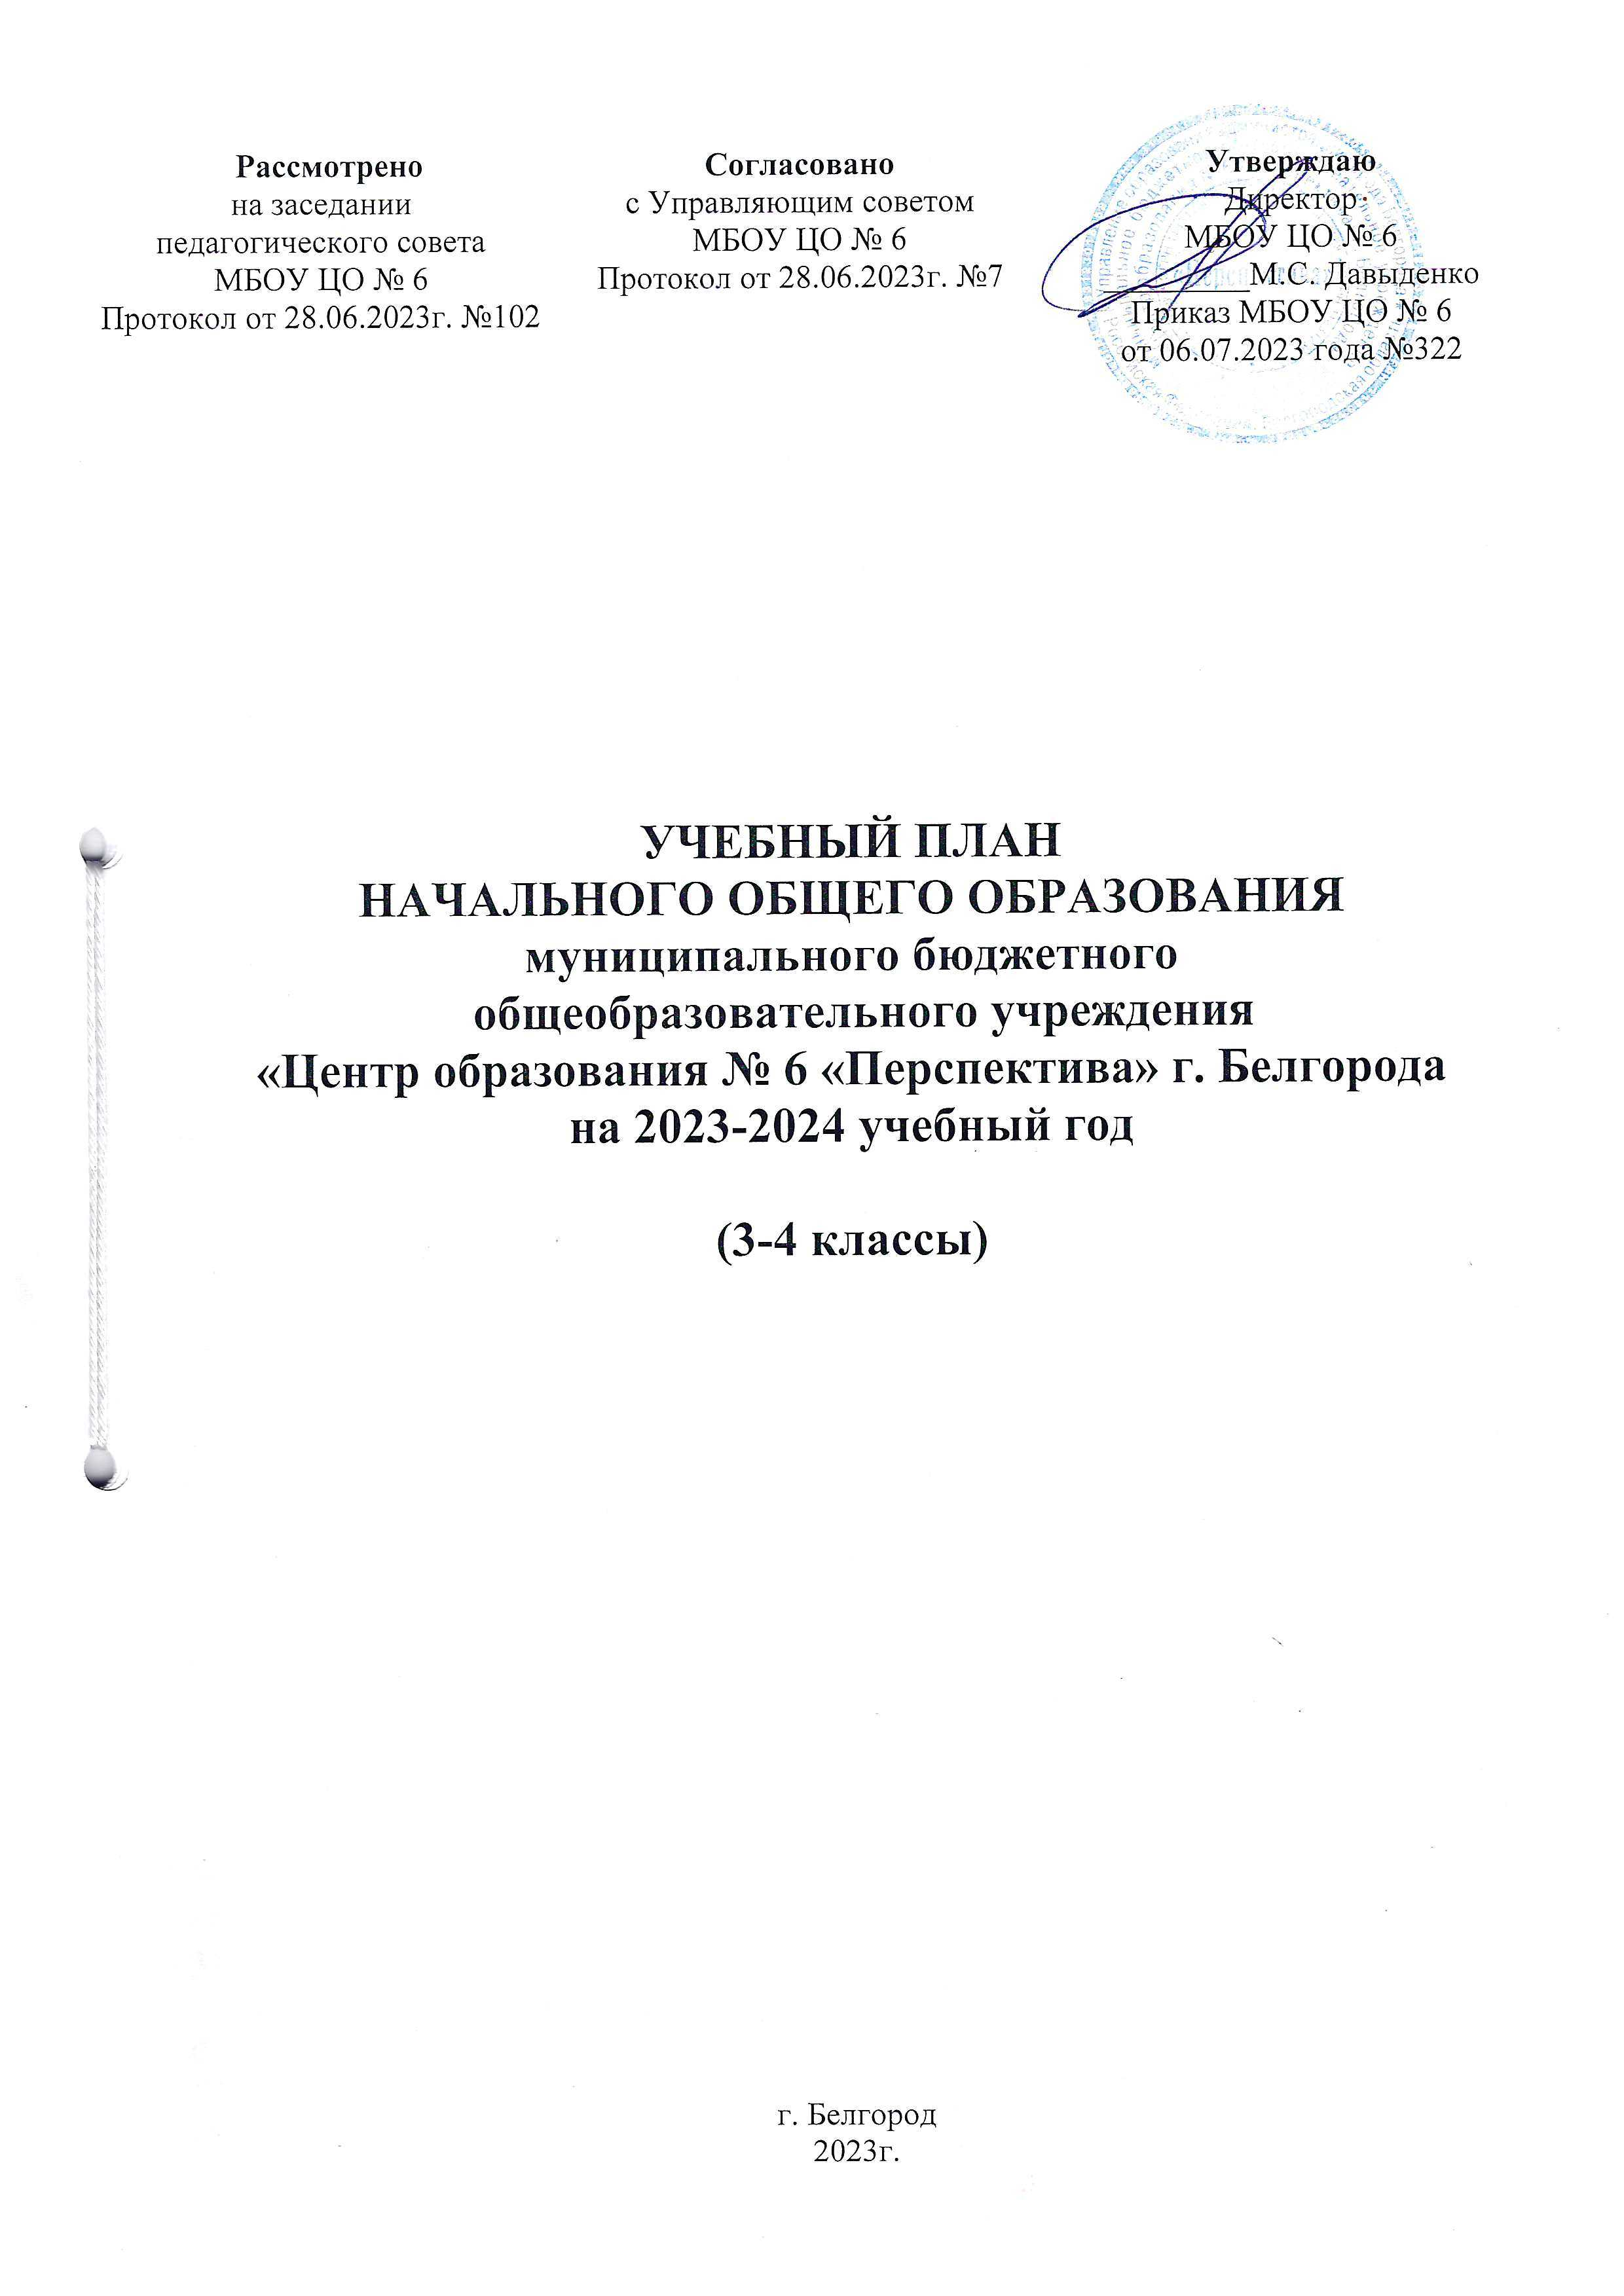 Рассмотрено
на заседании
педагогического совета
МБОУ ЦО № 6
Протокол от 28.06.2023г. №102
Согласовано
с Управляющим советом
МБОУ ЦО № 6
Протокол от 28.06.2023г. №7
Утверждаю
Директор
МБОУ ЦО № 6
_________М.С. Давыденко
Приказ МБОУ ЦО № 6
от 06.07.2023 года №322
УЧЕБНЫЙ ПЛАН
НАЧАЛЬНОГО ОБЩЕГО ОБРАЗОВАНИЯ
муниципального бюджетного
общеобразовательного учреждения
«Центр образования № 6 «Перспектива» г. Белгорода
на 2023-2024 учебный год
(3-4 классы)
г. Белгород
2023г.